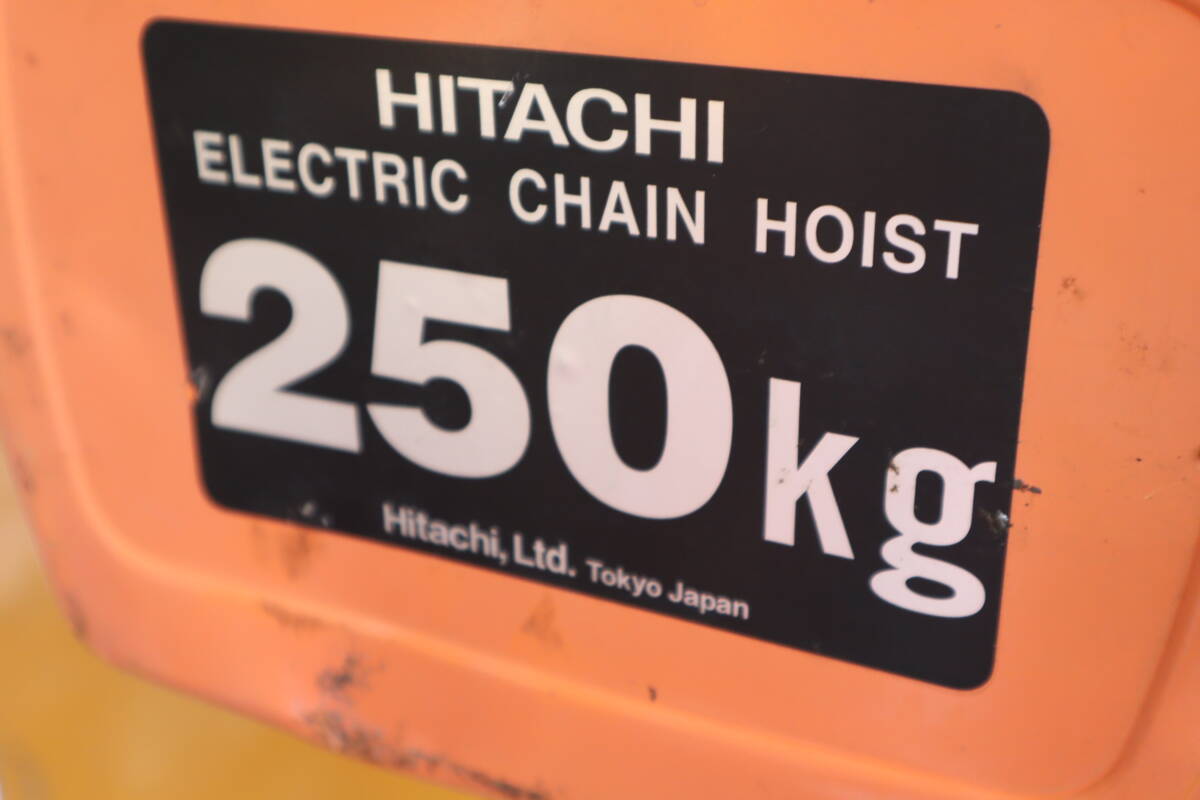 HITACHI
ELECTRIC CHAIN HOIST
250kg
Hitachi, Ltd. Tokyo Japan